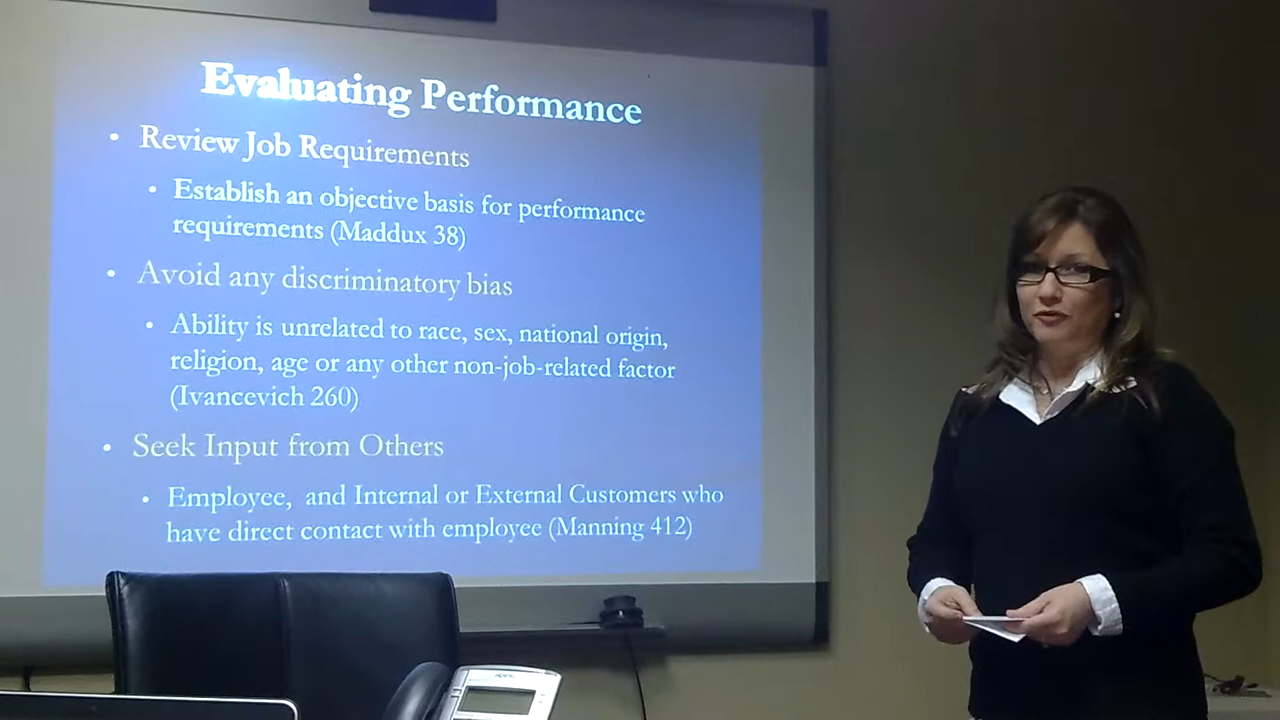 Evaluating Performance
• Review Job Requirements
• Establish an objective basis for performance
requirements (Maddux 38)
• Avoid any discriminatory bias
• Ability is unrelated to race, sex, national origin,
religion, age or any other non-job-related factor
(Ivancevich 260)
• Seek Input from Others
• Employee, and Internal or External Customers who
have direct contact with employee (Manning 412)